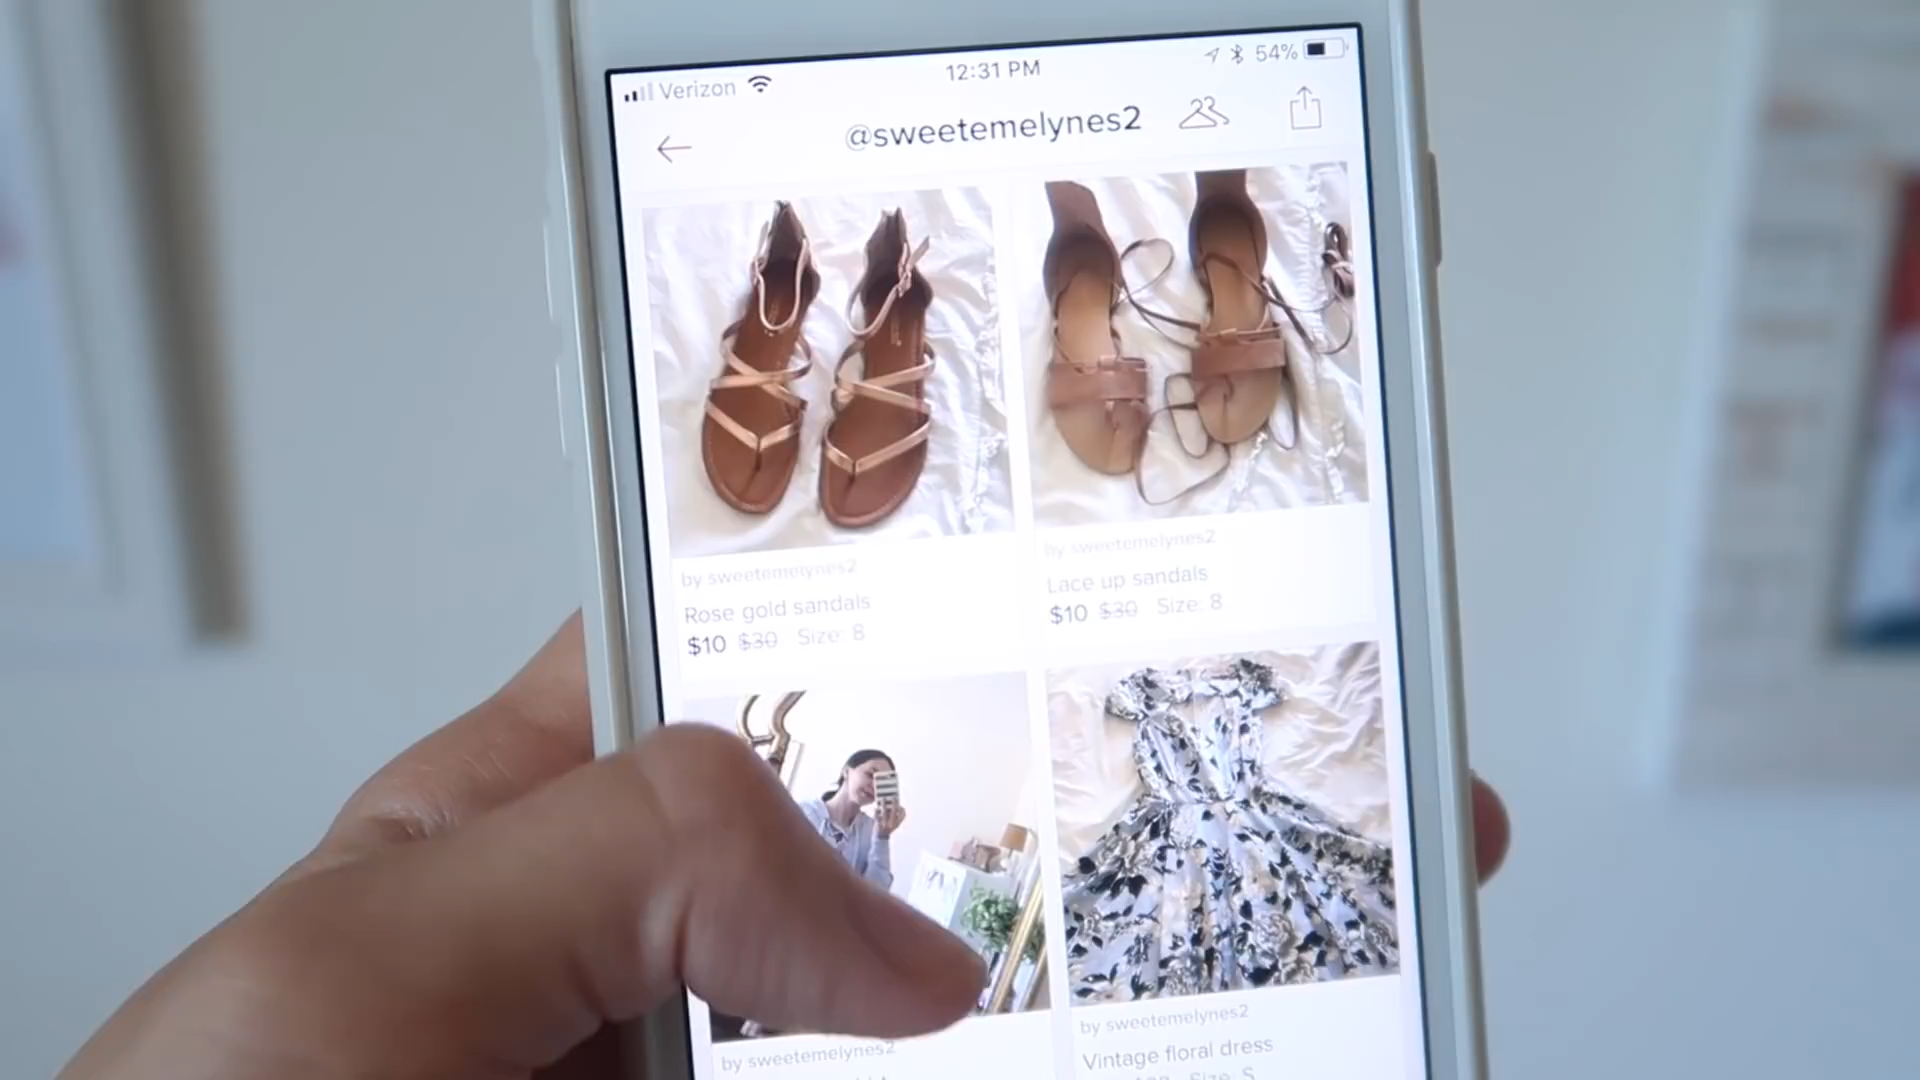 Verizon
12:31 PM
54%
@sweetemelynes2
by sweetemelynes2
Rose gold sandals
$10 $30 Size: 8
by sweetemelynes2
Lace up sandals
$10 $30 Size: 8
by sweetemelynes2
by sweetemelynes2
Vintage floral dress
Size: S